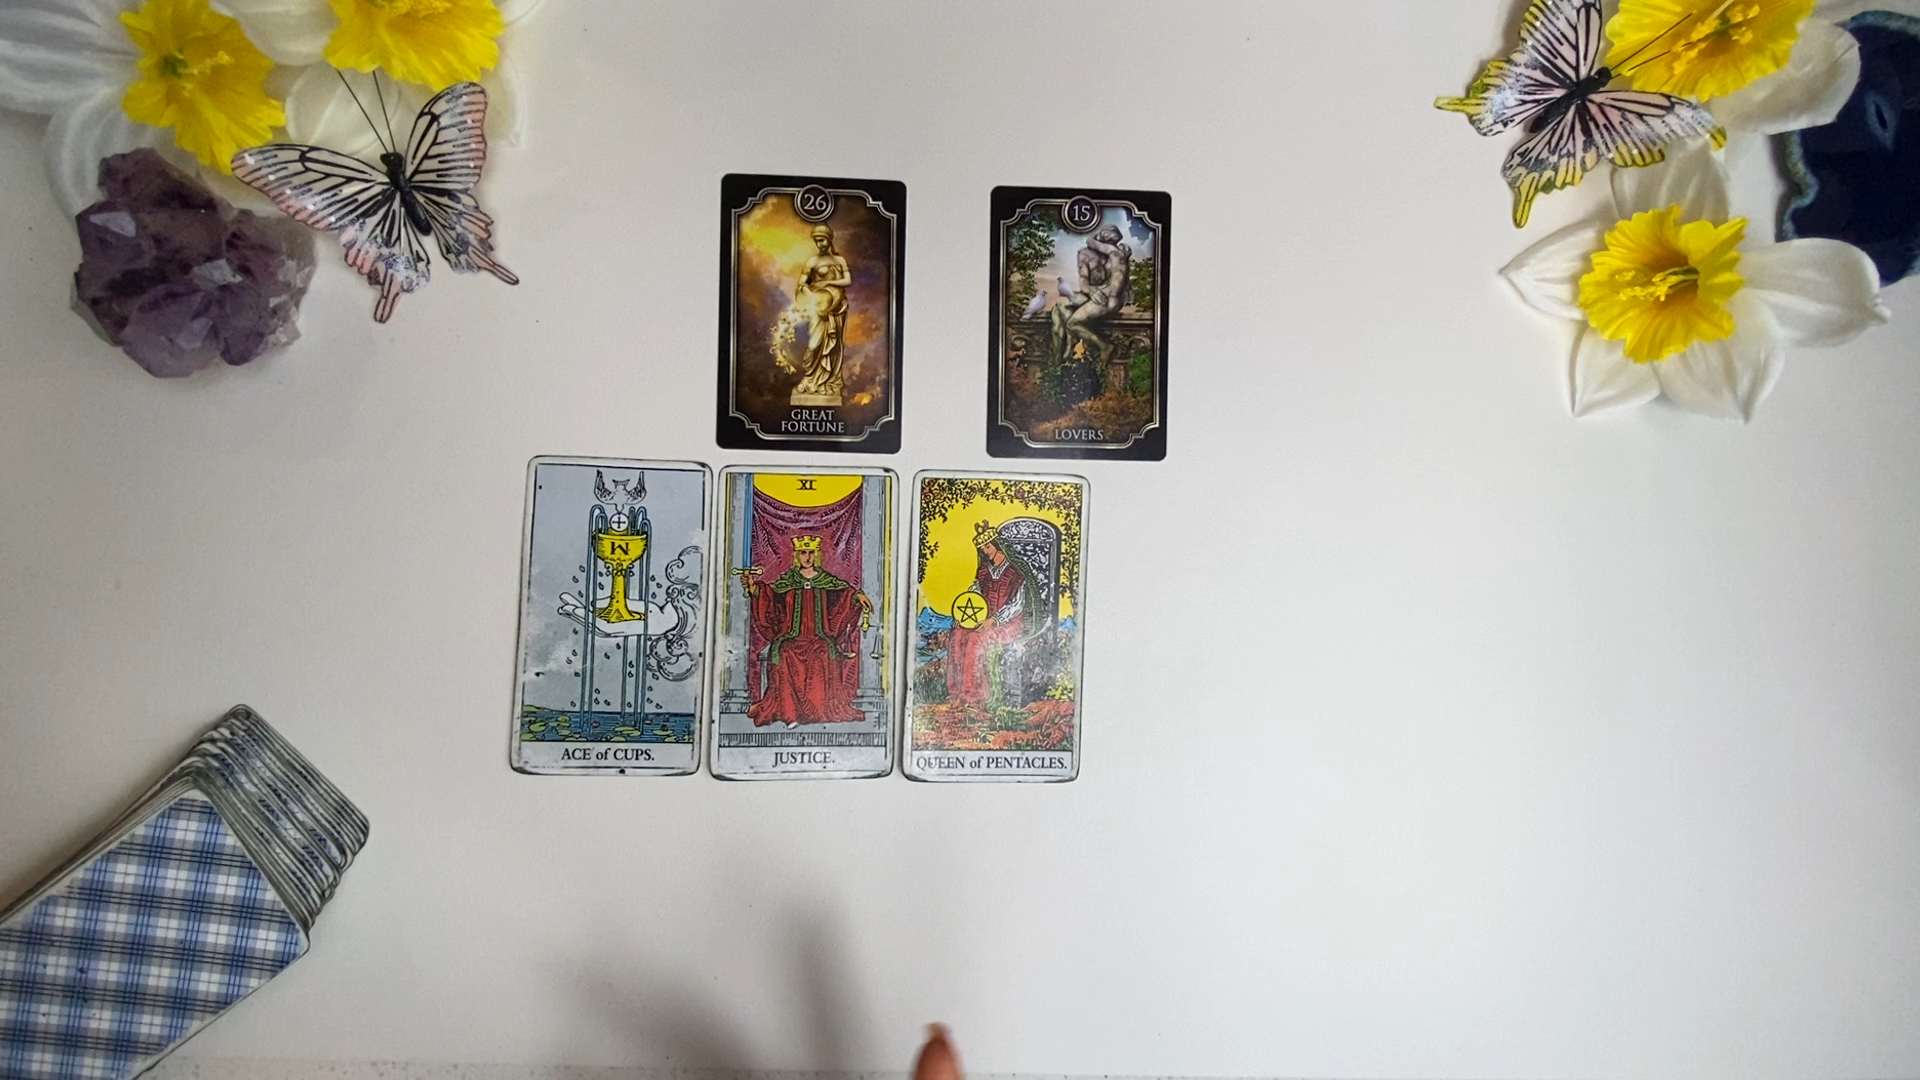 26
GREAT
FORTUNE
15
LOVERS
ACE of CUPS.
XI
JUSTICE.
QUEEN of PENTACLES.